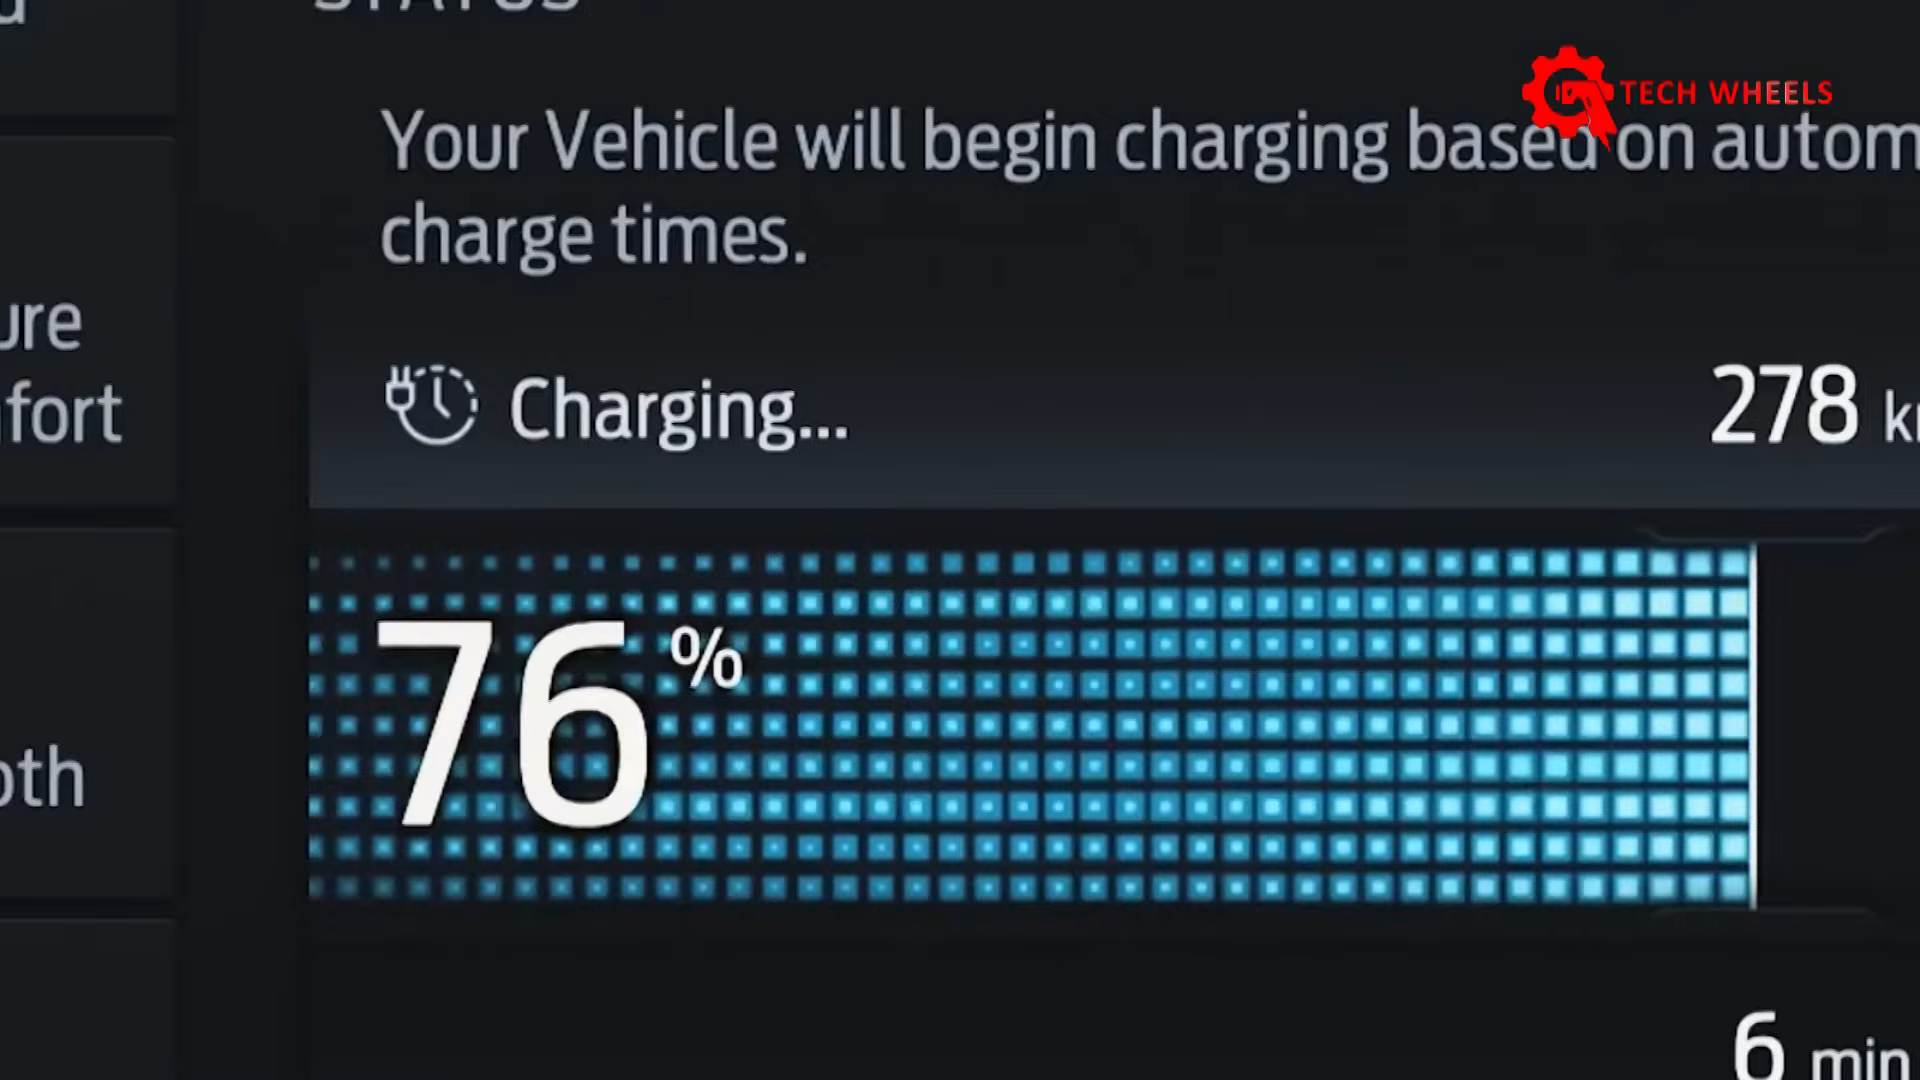 STATUS
TECH WHEELS
Your Vehicle will begin charging based on autom
charge times.
ure
fort
Charging...
278 k
76 %
oth
6 min